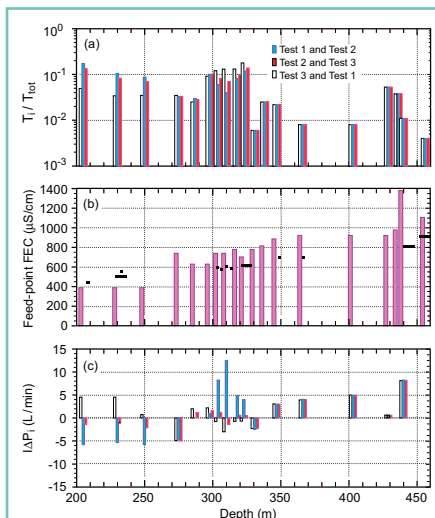 (a)
Test 1 and Test 2
Test 2 and Test 3
Test 3 and Test 1
T_i / T_tot
10^0
10^-1
10^-2
10^-3
(b)
Feed-point FEC (µS/cm)
1400
1200
1000
800
600
400
200
0
(c)
IΔP_i (L/min)
15
10
5
0
-5
-10
-15
200 250 300 350 400 450
Depth (m)